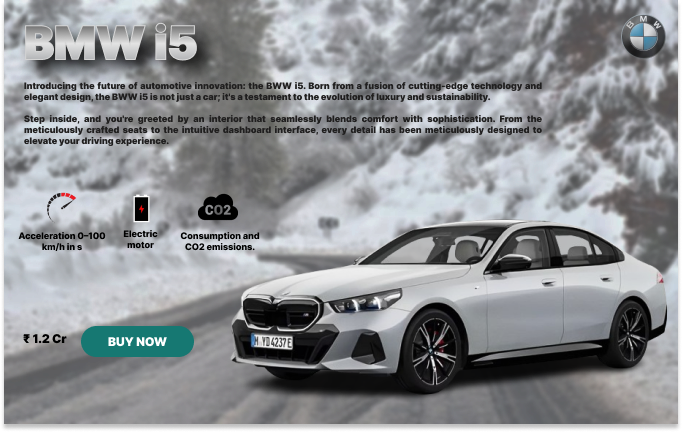 BMW i5
BMW
Introducing the future of automotive innovation: the BWW i5. Born from a fusion of cutting-edge technology and
elegant design, the BWW i5 is not just a car; it's a testament to the evolution of luxury and sustainability.
Step inside, and you're greeted by an interior that seamlessly blends comfort with sophistication. From the
meticulously crafted seats to the intuitive dashboard interface, every detail has been meticulously designed to
elevate your driving experience.
CO2
Acceleration 0–100
km/h in s
Electric
motor
Consumption and
CO2 emissions.
₹ 1.2 Cr
BUY NOW
M YD4237E